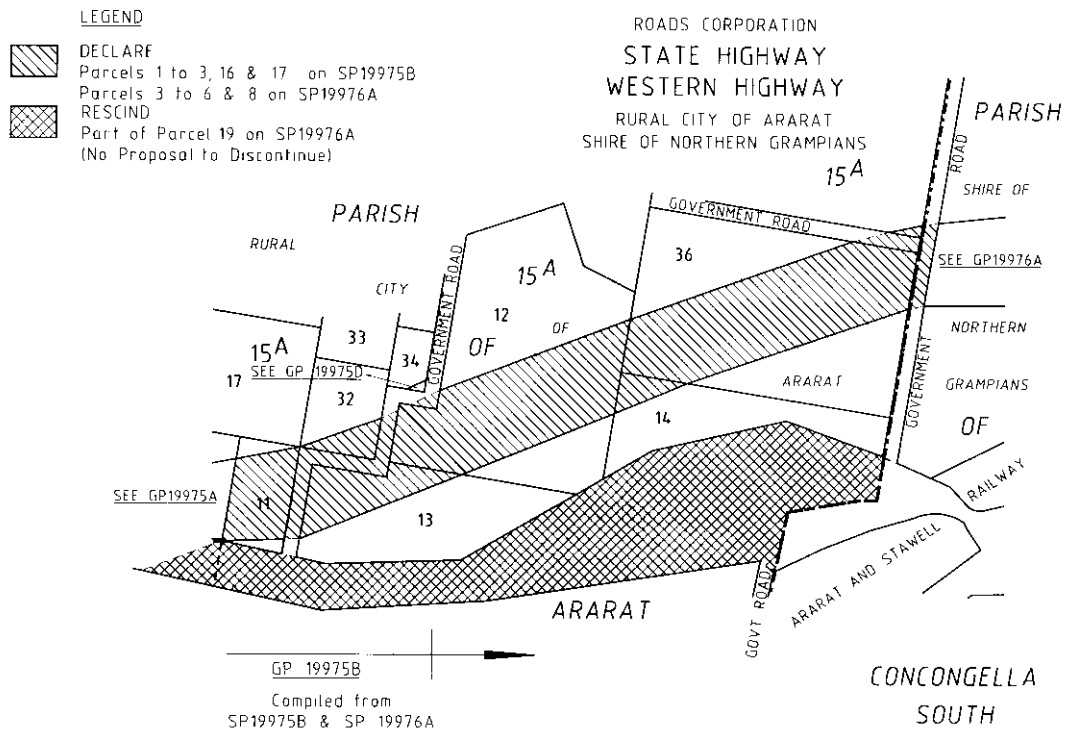 LEGEND
DECLARE
Parcels 1 to 3, 16 & 17 on SP19975B
Parcels 3 to 6 & 8 on SP19976A
RESCIND
Part of Parcel 19 on SP19976A
(No Proposal to Discontinue)
ROADS CORPORATION
STATE HIGHWAY
WESTERN HIGHWAY
RURAL CITY OF ARARAT
SHIRE OF NORTHERN GRAMPIANS
15A
PARISH
ROAD
SHIRE OF
PARISH
GOVERNMENT ROAD
RURAL
36
SEE GP19976A
15A
CITY
GOVERNMENT ROAD
12
OF
OF
33
34
15A
SEE GP 19975D
17
32
NORTHERN
ARARAT
GRAMPIANS
GOVERNMENT
14
OF
RAILWAY
SEE GP19975A
11
13
ARARAT AND STAWELL
GOVT ROAD
ARARAT
GP 19975B
Compiled from
SP19975B & SP 19976A
CONCONGELLA
SOUTH